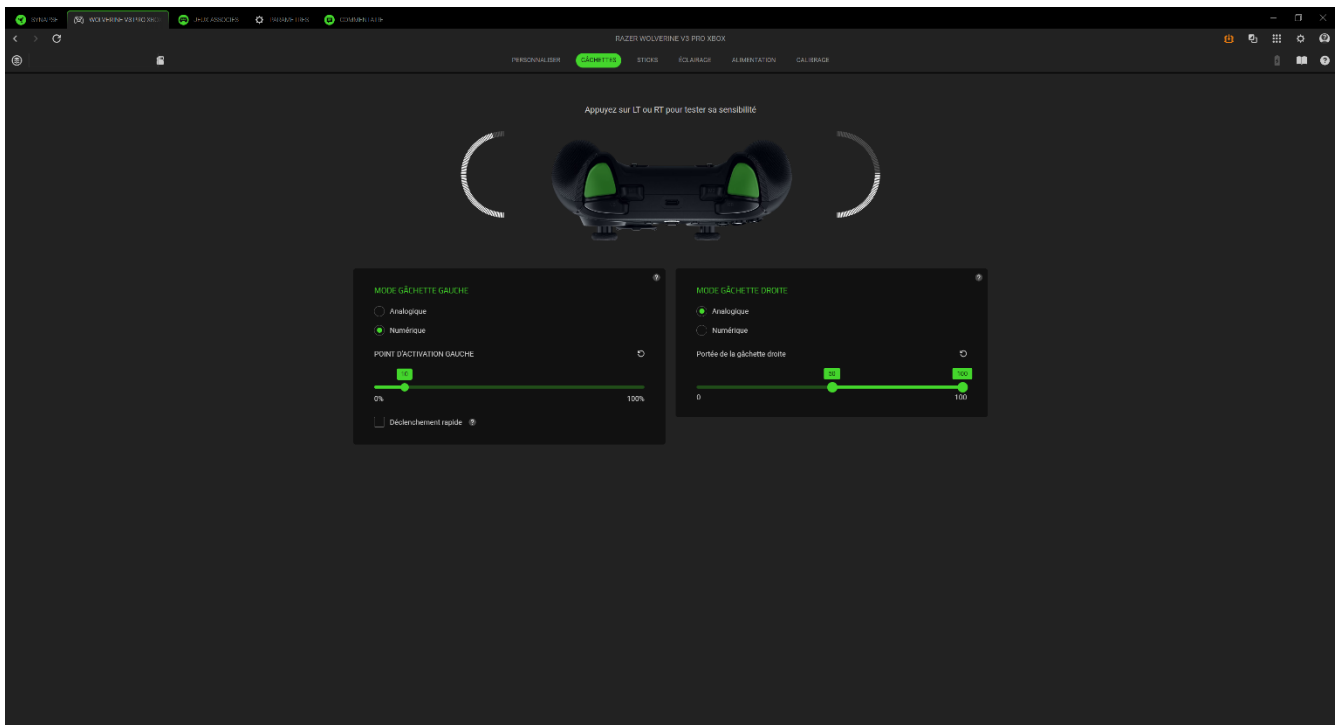 SYNAPSE WOLVERINE V3 PRO XBOX JEUX ASSOCIÉS PARAMÈTRES COMMENTAIRE
RAZER WOLVERINE V3 PRO XBOX
PERSONNALISER GÂCHETTES STICKS ÉCLAIRAGE ALIMENTATION CALIBRAGE
Appuyez sur LT ou RT pour tester sa sensibilité
MODE GÂCHETTE GAUCHE
Analogique
Numérique
POINT D'ACTIVATION GAUCHE
10
0% 100%
Déclenchement rapide
MODE GÂCHETTE DROITE
Analogique
Numérique
Portée de la gâchette droite
50 100
0 100